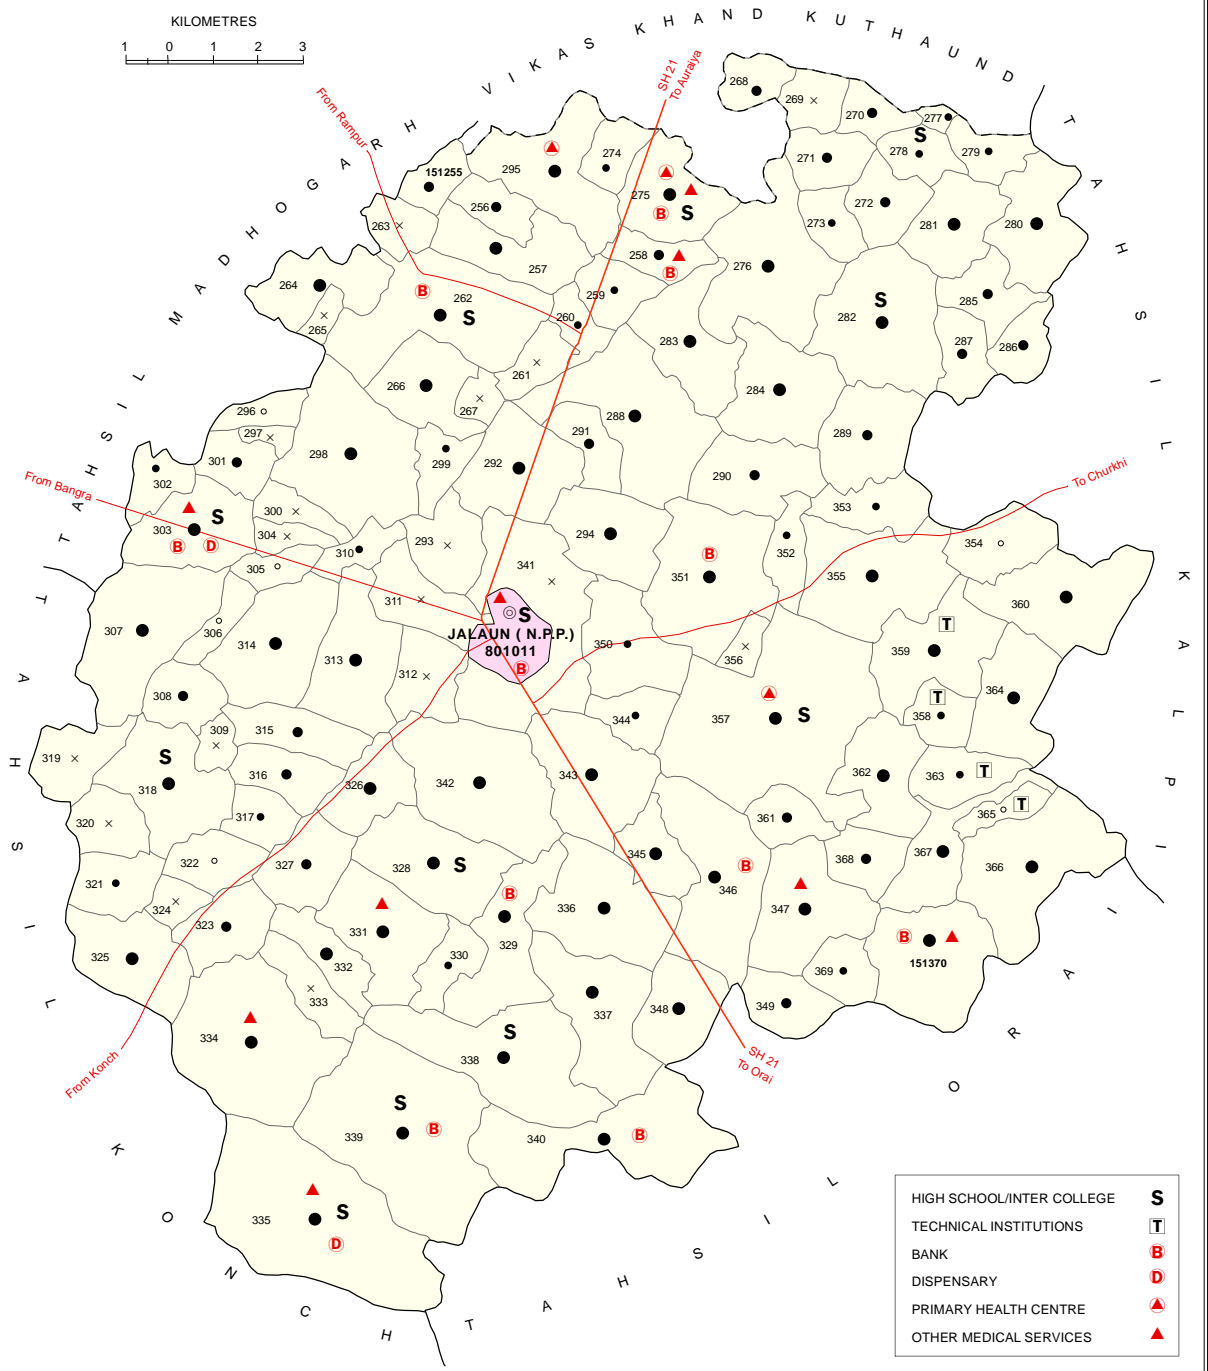 KILOMETRES
1 0 1 2 3
VIKAS KHAND KUTHAUND
TAHSIL MADHOGARH
TAHSIL KALPI
TAHSIL ORAI
TAHSIL KONCH
SH 21
To Auraiya
From Rampur
From Bangra
To Churkhi
From Konch
SH 21
To Orai
268
269
270
277
278
279
271
272
273
281
280
274
295
151255
275
256
263
257
258
276
264
262
259
260
265
282
285
287
286
283
261
266
267
284
296
297
288
291
289
301
298
299
292
290
302
303
300
304
293
294
353
352
354
310
305
341
351
355
360
311
307
306
314
313
312
JALAUN ( N.P.P.)
801011
350
356
359
364
308
309
315
344
357
358
319
318
316
326
342
343
362
363
365
320
317
361
322
327
328
345
346
368
367
366
321
324
323
331
329
336
347
325
332
330
369
151370
333
337
348
349
334
338
339
340
335
S
S
S
S
S
S
S
S
S
S
S
S
T
T
T
T
B
B
B
B
B
B
B
B
B
B
B
D
D
HIGH SCHOOL/INTER COLLEGE S
TECHNICAL INSTITUTIONS T
BANK B
DISPENSARY D
PRIMARY HEALTH CENTRE
OTHER MEDICAL SERVICES